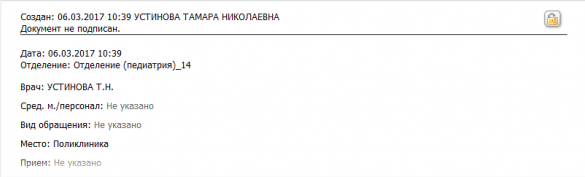 Создан: 06.03.2017 10:39 УСТИНОВА ТАМАРА НИКОЛАЕВНА
Документ не подписан.
Дата: 06.03.2017 10:39
Отделение: Отделение (педиатрия)_14
Врач: УСТИНОВА Т.Н.
Сред. м./персонал: Не указано
Вид обращения: Не указано
Место: Поликлиника
Прием: Не указано